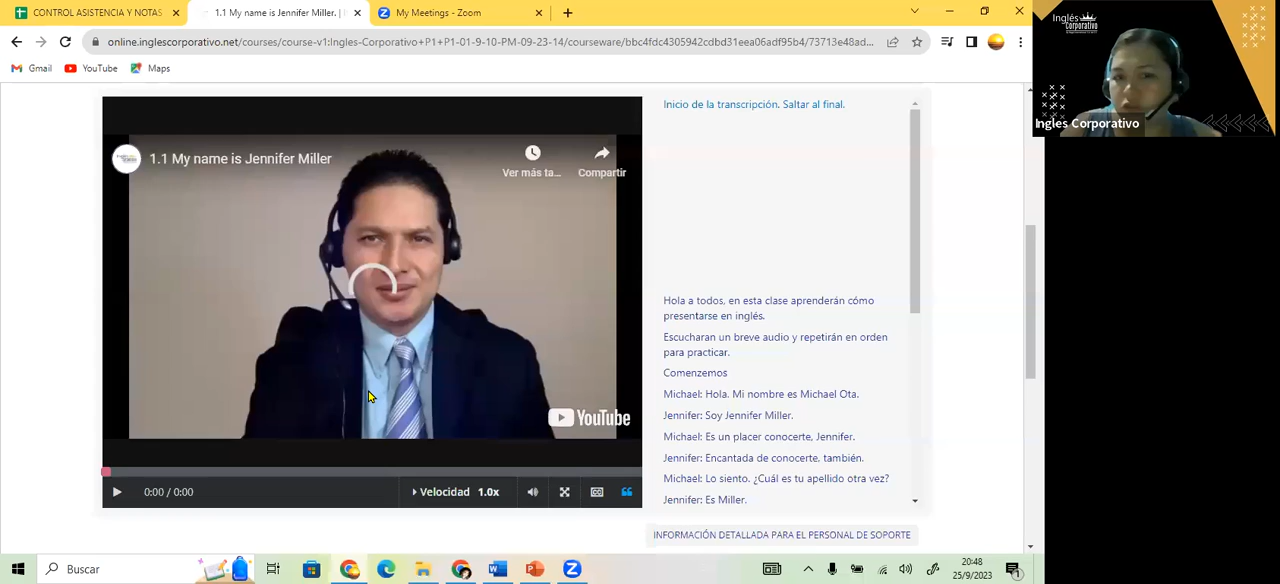 CONTROL ASISTENCIA Y NOTAS
1.1 My name is Jennifer Miller. |
My Meetings - Zoom
online.inglescorporativo.net/courses/course-v1:Ingles-Corporativo+P1+P1-01-9-10-PM-09-23-14/courseware/bbc4fdc4305942cdbd31eea06adf95b4/73713e48ad...
Gmail
YouTube
Maps
Inglés
Corporativo
Ingles Corporativo
1.1 My name is Jennifer Miller
Ver más ta...
Compartir
YouTube
0:00 / 0:00
Velocidad 1.0x
Inicio de la transcripción. Saltar al final.
Hola a todos, en esta clase aprenderán cómo
presentarse en inglés.
Escucharan un breve audio y repetirán en orden
para practicar.
Comenzemos
Michael: Hola. Mi nombre es Michael Ota.
Jennifer: Soy Jennifer Miller.
Michael: Es un placer conocerte, Jennifer.
Jennifer: Encantada de conocerte, también.
Michael: Lo siento. ¿Cuál es tu apellido otra vez?
Jennifer: Es Miller.
INFORMACIÓN DETALLADA PARA EL PERSONAL DE SOPORTE
Buscar
20:48
25/9/2023